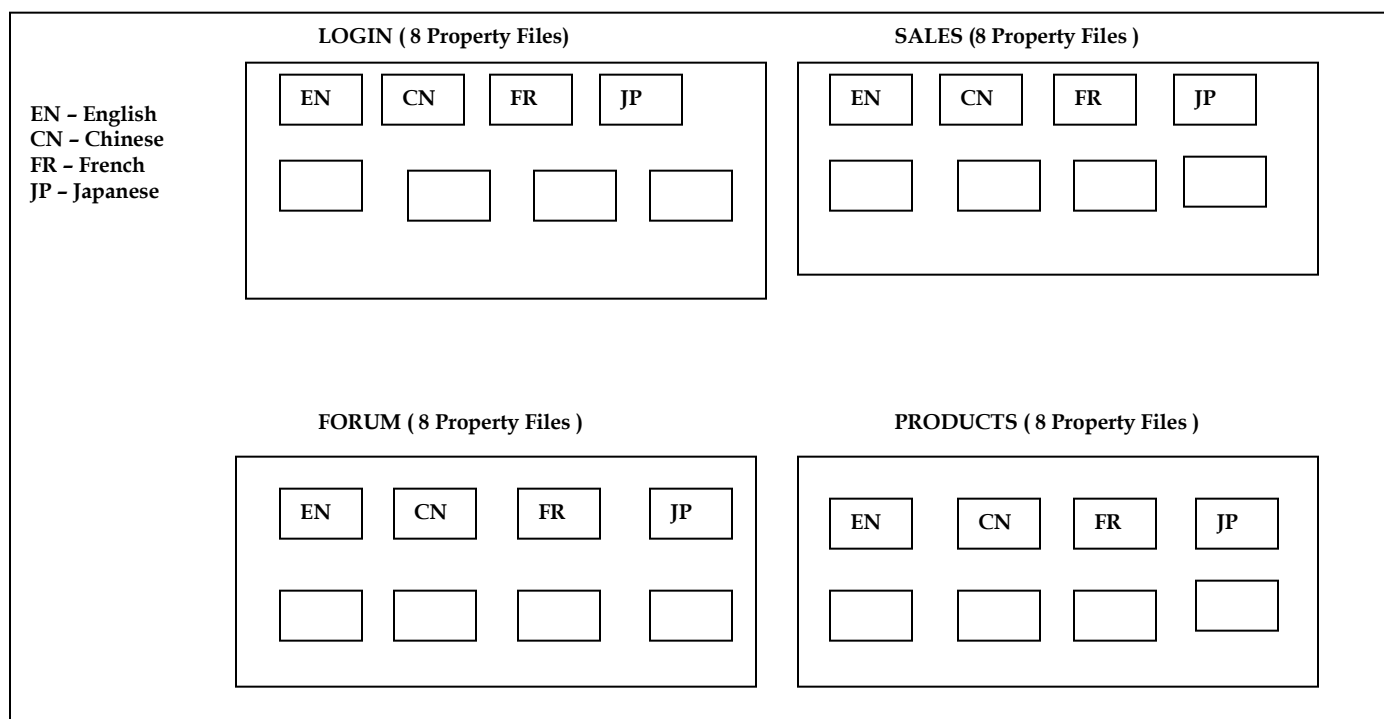 LOGIN ( 8 Property Files)
SALES (8 Property Files )
EN – English
CN – Chinese
FR – French
JP – Japanese
EN CN FR JP
EN CN FR JP
FORUM ( 8 Property Files )
PRODUCTS ( 8 Property Files )
EN CN FR JP
EN CN FR JP